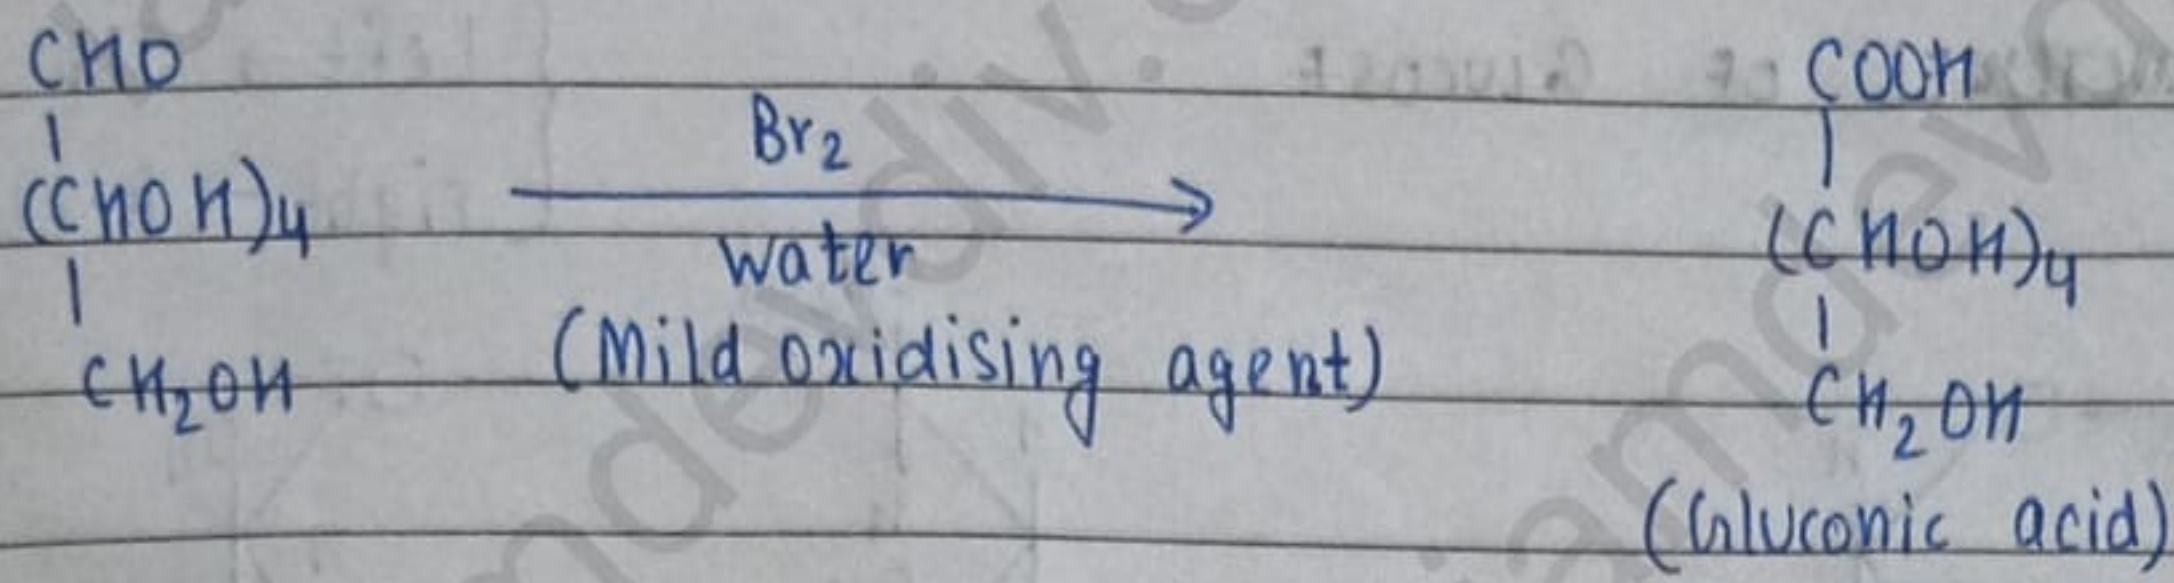 CHO
|
(CHOH)4
|
CH2OH
Br2
water
(Mild oxidising agent)
COOH
|
(CHOH)4
|
CH2OH
(Gluconic acid)